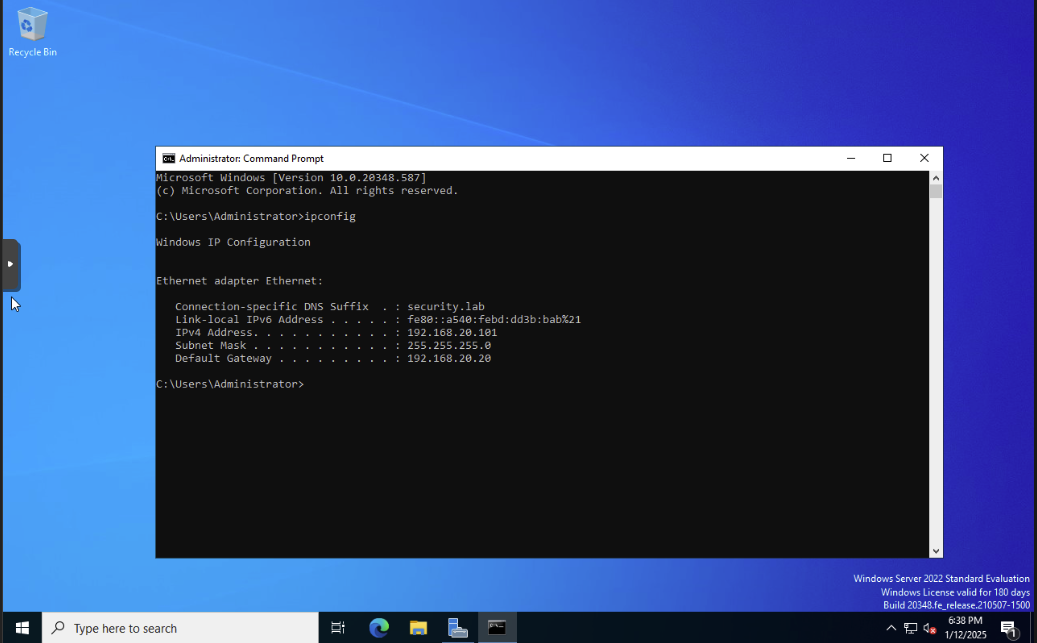 Recycle Bin
Administrator: Command Prompt
Microsoft Windows [Version 10.0.20348.587]
(c) Microsoft Corporation. All rights reserved.
C:\Users\Administrator>ipconfig
Windows IP Configuration
Ethernet adapter Ethernet:
Connection-specific DNS Suffix  . : security.lab
Link-local IPv6 Address . . . . . : fe80::a540:febd:dd3b:bab%21
IPv4 Address. . . . . . . . . . . : 192.168.20.101
Subnet Mask . . . . . . . . . . . : 255.255.255.0
Default Gateway . . . . . . . . . : 192.168.20.20
C:\Users\Administrator>
Windows Server 2022 Standard Evaluation
Windows License valid for 180 days
Build 20348.fe_release.210507-1500
Type here to search
6:38 PM
1/12/2025
1